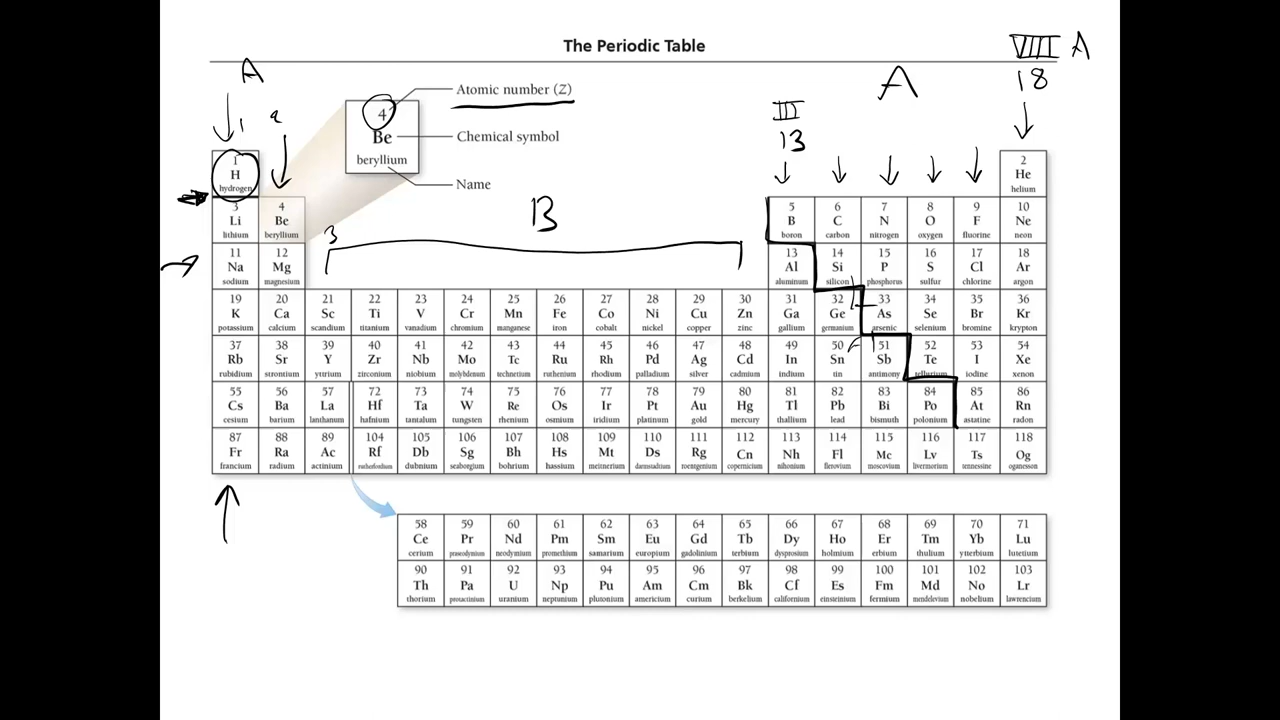 The Periodic Table
VIII A
A
A
18
4
Atomic number (Z)
Be
Chemical symbol
beryllium
Name
III
13
1
2
B
3
1 2
H He
hydrogen helium
3 4 5 6 7 8 9 10
Li Be B C N O F Ne
lithium beryllium boron carbon nitrogen oxygen fluorine neon
11 12 13 14 15 16 17 18
Na Mg Al Si P S Cl Ar
sodium magnesium aluminum silicon phosphorus sulfur chlorine argon
19 20 21 22 23 24 25 26 27 28 29 30 31 32 33 34 35 36
K Ca Sc Ti V Cr Mn Fe Co Ni Cu Zn Ga Ge As Se Br Kr
potassium calcium scandium titanium vanadium chromium manganese iron cobalt nickel copper zinc gallium germanium arsenic selenium bromine krypton
37 38 39 40 41 42 43 44 45 46 47 48 49 50 51 52 53 54
Rb Sr Y Zr Nb Mo Tc Ru Rh Pd Ag Cd In Sn Sb Te I Xe
rubidium strontium yttrium zirconium niobium molybdenum technetium ruthenium rhodium palladium silver cadmium indium tin antimony tellurium iodine xenon
55 56 57 72 73 74 75 76 77 78 79 80 81 82 83 84 85 86
Cs Ba La Hf Ta W Re Os Ir Pt Au Hg Tl Pb Bi Po At Rn
cesium barium lanthanum hafnium tantalum tungsten rhenium osmium iridium platinum gold mercury thallium lead bismuth polonium astatine radon
87 88 89 104 105 106 107 108 109 110 111 112 113 114 115 116 117 118
Fr Ra Ac Rf Db Sg Bh Hs Mt Ds Rg Cn Nh Fl Mc Lv Ts Og
francium radium actinium rutherfordium dubnium seaborgium bohrium hassium meitnerium darmstadtium roentgenium copernicium nihonium flerovium moscovium livermorium tennessine oganesson
58 59 60 61 62 63 64 65 66 67 68 69 70 71
Ce Pr Nd Pm Sm Eu Gd Tb Dy Ho Er Tm Yb Lu
cerium praseodymium neodymium promethium samarium europium gadolinium terbium dysprosium holmium erbium thulium ytterbium lutetium
90 91 92 93 94 95 96 97 98 99 100 101 102 103
Th Pa U Np Pu Am Cm Bk Cf Es Fm Md No Lr
thorium protactinium uranium neptunium plutonium americium curium berkelium californium einsteinium fermium mendelevium nobelium lawrencium